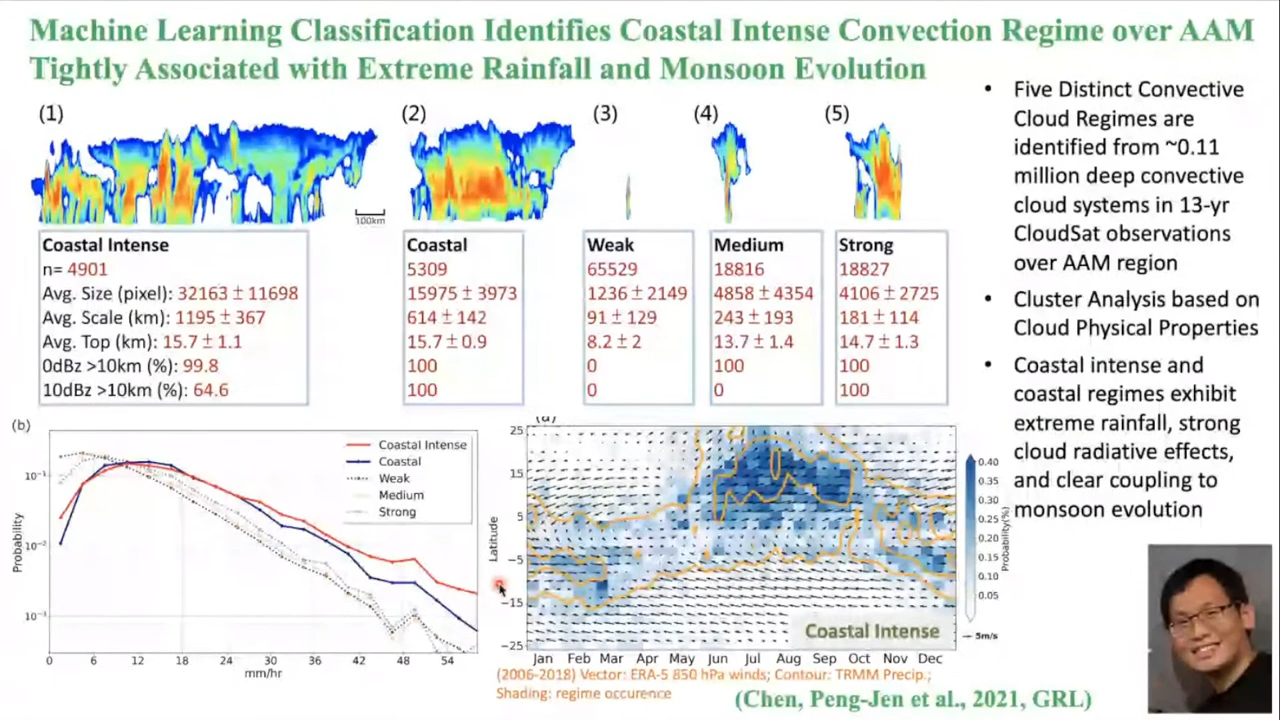 Machine Learning Classification Identifies Coastal Intense Convection Regime over AAM
Tightly Associated with Extreme Rainfall and Monsoon Evolution
(1)
(2)
(3)
(4)
(5)
100km
Coastal Intense
n= 4901
Avg. Size (pixel): 32163 ± 11698
Avg. Scale (km): 1195 ± 367
Avg. Top (km): 15.7 ± 1.1
0dBz >10km (%): 99.8
10dBz >10km (%): 64.6
Coastal
5309
15975 ± 3973
614 ± 142
15.7 ± 0.9
100
100
Weak
65529
1236 ± 2149
91 ± 129
8.2 ± 2
0
0
Medium
18816
4858 ± 4354
243 ± 193
13.7 ± 1.4
100
0
Strong
18827
4106 ± 2725
181 ± 114
14.7 ± 1.3
100
100
• Five Distinct Convective
Cloud Regimes are
identified from ~0.11
million deep convective
cloud systems in 13-yr
CloudSat observations
over AAM region
• Cluster Analysis based on
Cloud Physical Properties
• Coastal intense and
coastal regimes exhibit
extreme rainfall, strong
cloud radiative effects,
and clear coupling to
monsoon evolution
(b)
Coastal Intense
Coastal
Weak
Medium
Strong
Probability
10⁻¹
10⁻²
10⁻³
0 6 12 18 24 30 36 42 48 54
mm/hr
(a)
Latitude
25
15
5
−5
−15
−25
Coastal Intense
Jan Feb Mar Apr May Jun Jul Aug Sep Oct Nov Dec
0.40
0.35
0.30
0.25
0.20
0.15
0.10
0.05
Probability(%)
5m/s
(2006-2018) Vector: ERA-5 850 hPa winds; Contour: TRMM Precip.;
Shading: regime occurence
(Chen, Peng-Jen et al., 2021, GRL)